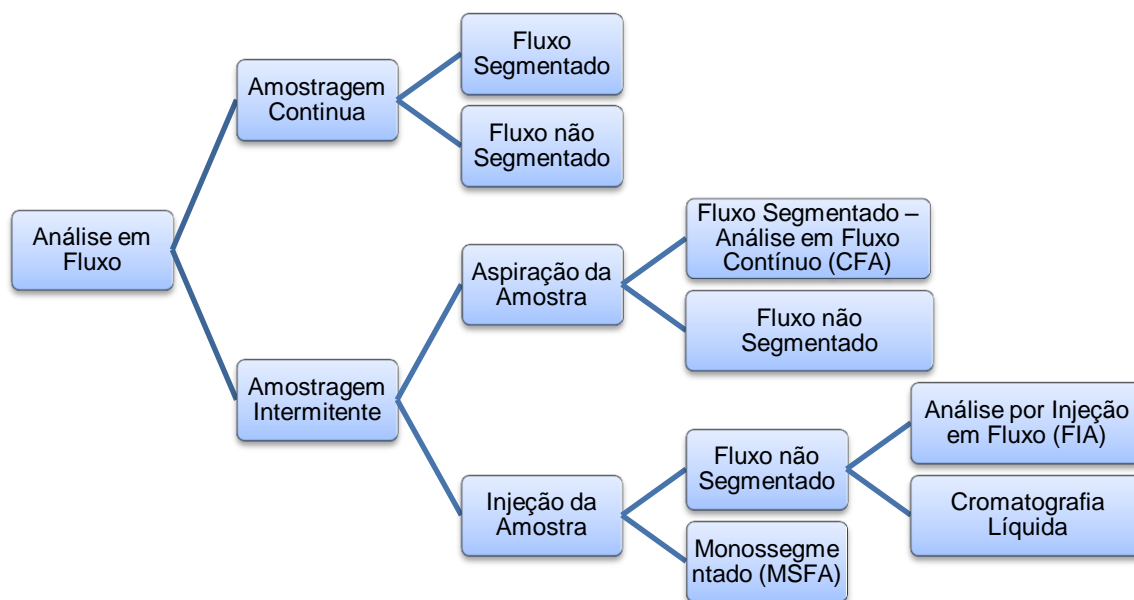 Análise em
Fluxo
Amostragem
Continua
Fluxo
Segmentado
Fluxo não
Segmentado
Amostragem
Intermitente
Aspiração da
Amostra
Fluxo Segmentado –
Análise em Fluxo
Contínuo (CFA)
Fluxo não
Segmentado
Injeção da
Amostra
Fluxo não
Segmentado
Análise por Injeção
em Fluxo (FIA)
Cromatografia
Líquida
Monossegme
ntado (MSFA)